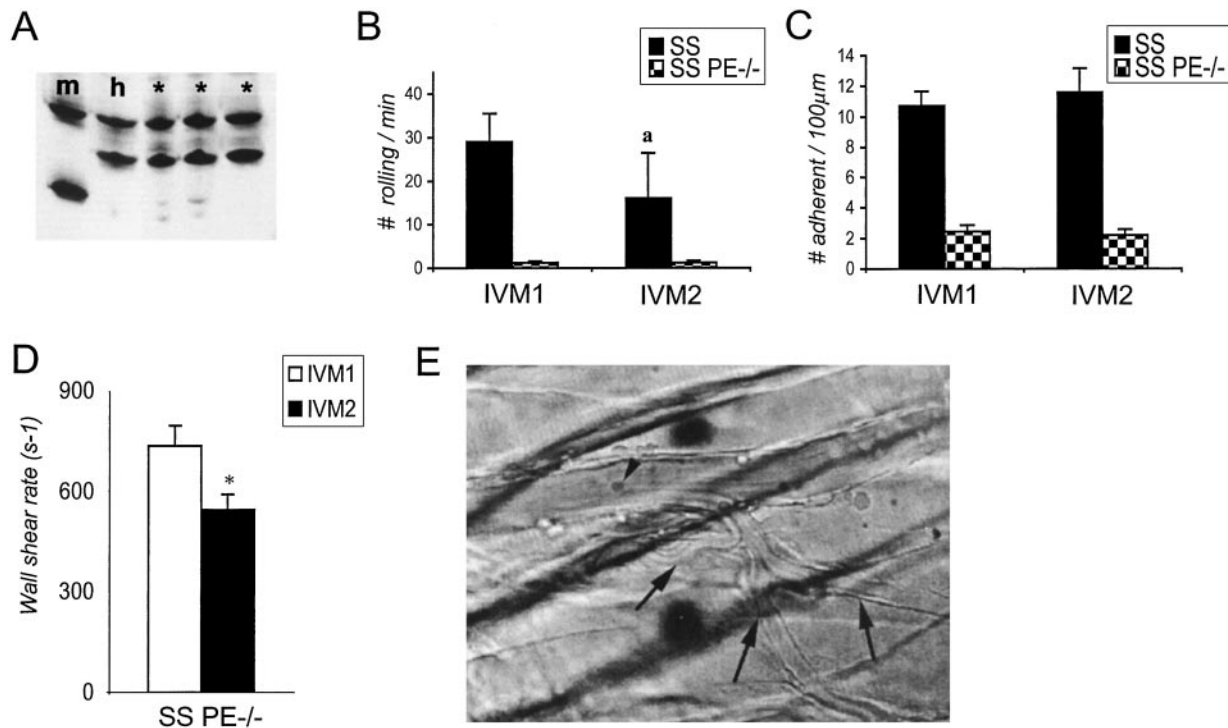 A
m h * * *
B
SS
SS PE-/-
# rolling / min
40
30
20
10
0
a
IVM1 IVM2
C
SS
SS PE-/-
# adherent / 100μm
14
12
10
8
6
4
2
0
IVM1 IVM2
D
IVM1
IVM2
Wall shear rate (s-1)
900
600
300
0
*
SS PE-/-
E